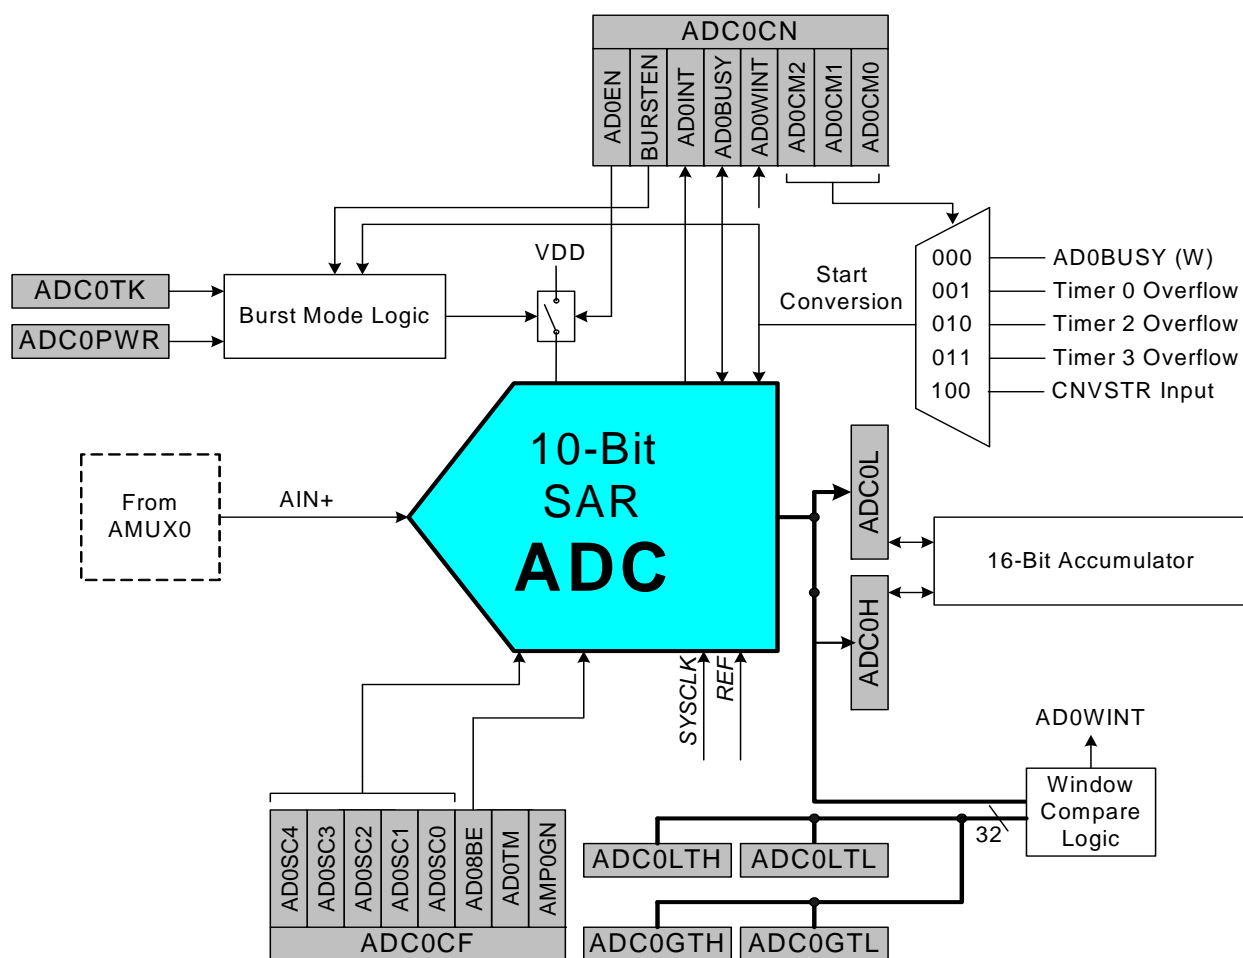 ADC0CN
AD0EN
BURSTEN
AD0INT
AD0BUSY
AD0WINT
AD0CM2
AD0CM1
AD0CM0
VDD
ADC0TK
ADC0PWR
Burst Mode Logic
Start
Conversion
000
001
010
011
100
AD0BUSY (W)
Timer 0 Overflow
Timer 2 Overflow
Timer 3 Overflow
CNVSTR Input
From
AMUX0
AIN+
10-Bit
SAR
ADC
ADC0L
ADC0H
16-Bit Accumulator
SYSCLK
REF
AD0WINT
Window
Compare
Logic
32
AD0SC4
AD0SC3
AD0SC2
AD0SC1
AD0SC0
AD08BE
AD0TM
AMP0GN
ADC0CF
ADC0LTH
ADC0LTL
ADC0GTH
ADC0GTL